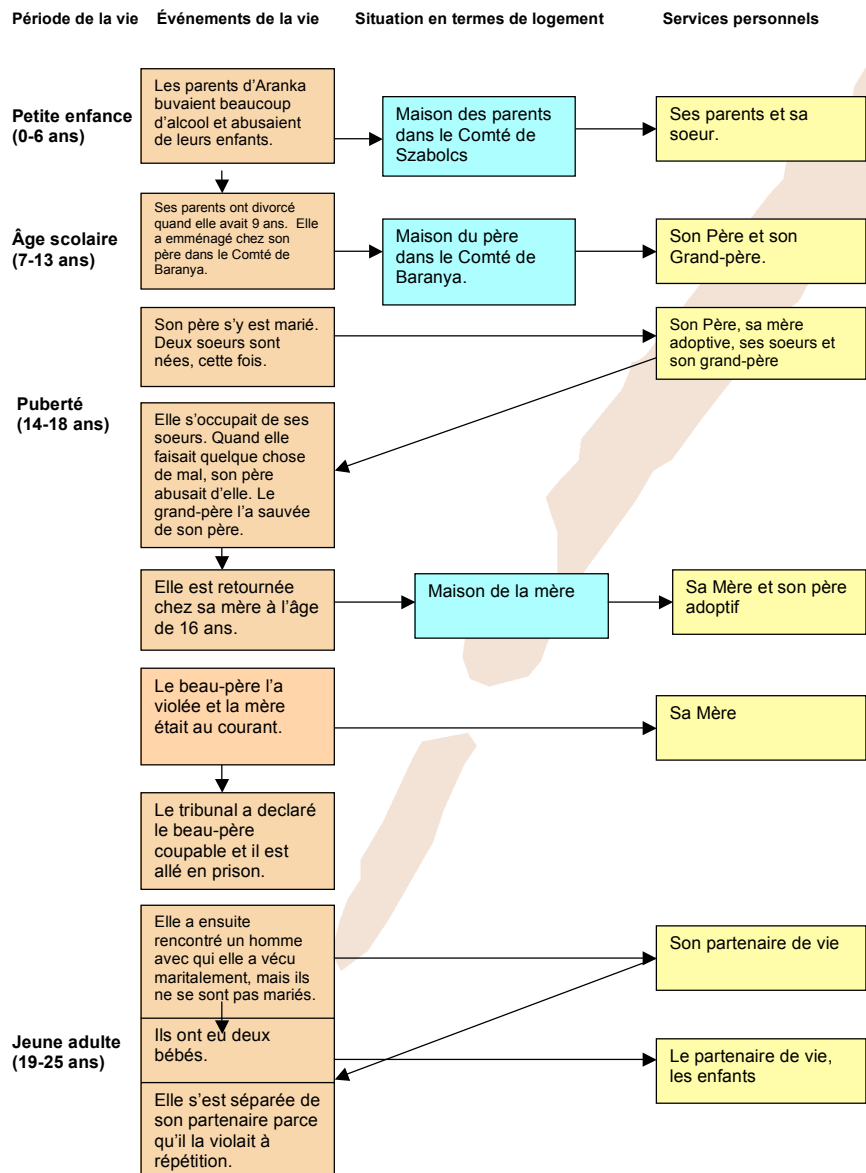 Période de la vie
Événements de la vie
Situation en termes de logement
Services personnels
Petite enfance
(0-6 ans)
Les parents d’Aranka
buvaient beaucoup
d’alcool et abusaient
de leurs enfants.
Maison des parents
dans le Comté de
Szabolcs
Ses parents et sa
soeur.
Âge scolaire
(7-13 ans)
Ses parents ont divorcé
quand elle avait 9 ans. Elle
a emménagé chez son
père dans le Comté de
Baranya.
Maison du père
dans le Comté de
Baranya.
Son Père et son
Grand-père.
Son père s’y est marié.
Deux soeurs sont
nées, cette fois.
Son Père, sa mère
adoptive, ses soeurs et
son grand-père
Puberté
(14-18 ans)
Elle s’occupait de ses
soeurs. Quand elle
faisait quelque chose
de mal, son père
abusait d’elle. Le
grand-père l’a sauvée
de son père.
Elle est retournée
chez sa mère à l’âge
de 16 ans.
Maison de la mère
Sa Mère et son père
adoptif
Le beau-père l’a
violée et la mère
était au courant.
Sa Mère
Le tribunal a declaré
le beau-père
coupable et il est
allé en prison.
Elle a ensuite
rencontré un homme
avec qui elle a vécu
maritalement, mais ils
ne se sont pas mariés.
Son partenaire de vie
Jeune adulte
(19-25 ans)
Ils ont eu deux
bébés.
Le partenaire de vie,
les enfants
Elle s’est séparée de
son partenaire parce
qu’il la violait à
répétition.